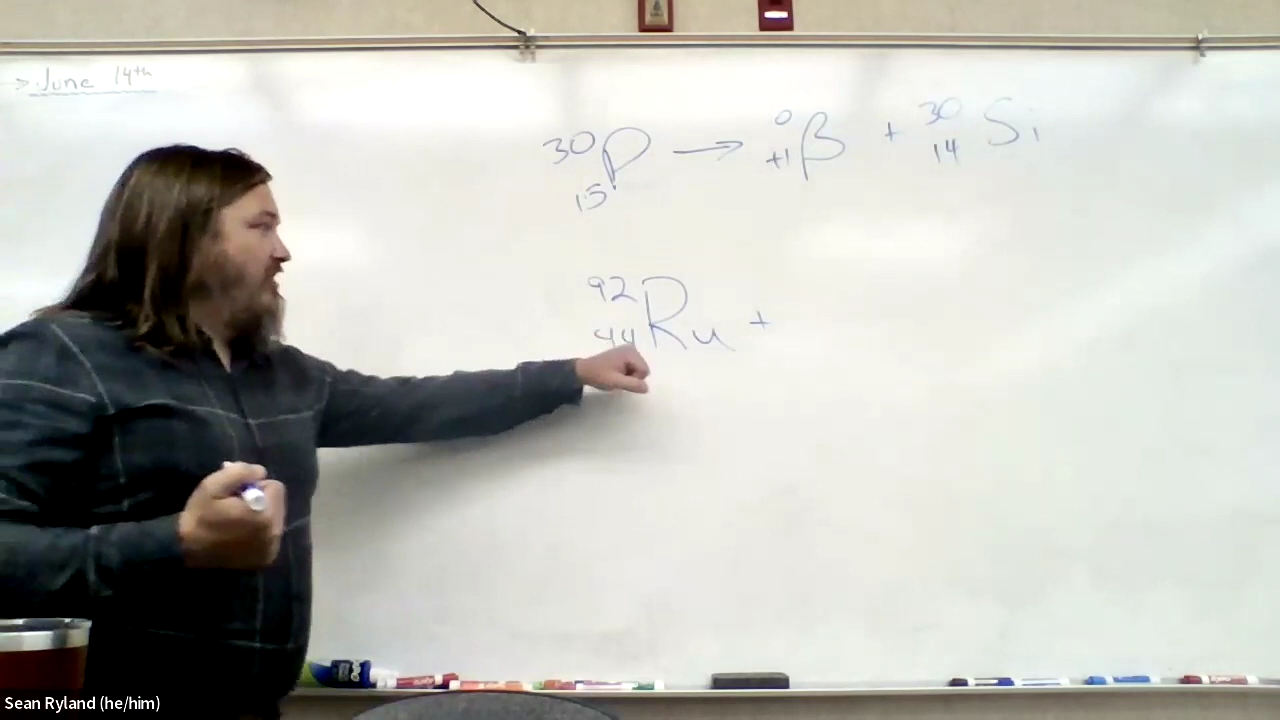 > June 14th
30 15 P → 0 +1 β + 30 14 Si
92 44 Ru +
Sean Ryland (he/him)